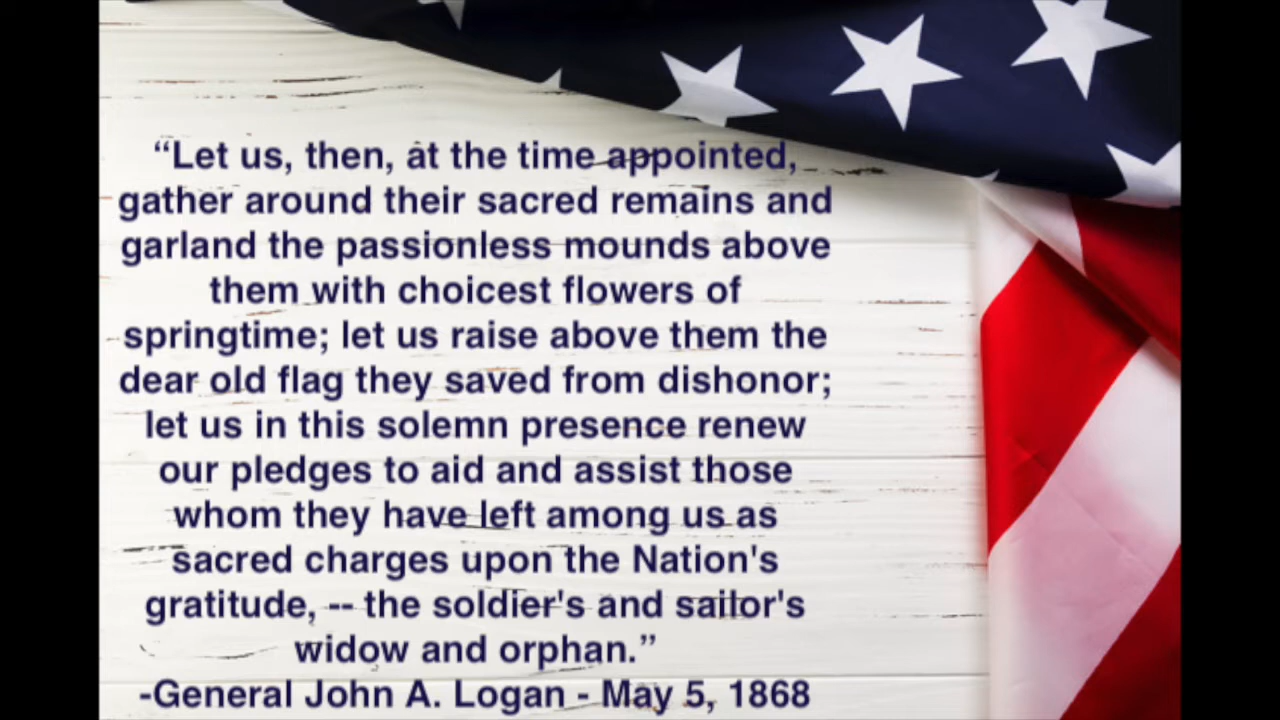 “Let us, then, at the time appointed,
gather around their sacred remains and
garland the passionless mounds above
them with choicest flowers of
springtime; let us raise above them the
dear old flag they saved from dishonor;
let us in this solemn presence renew
our pledges to aid and assist those
whom they have left among us as
sacred charges upon the Nation's
gratitude, -- the soldier's and sailor's
widow and orphan.”
-General John A. Logan - May 5, 1868